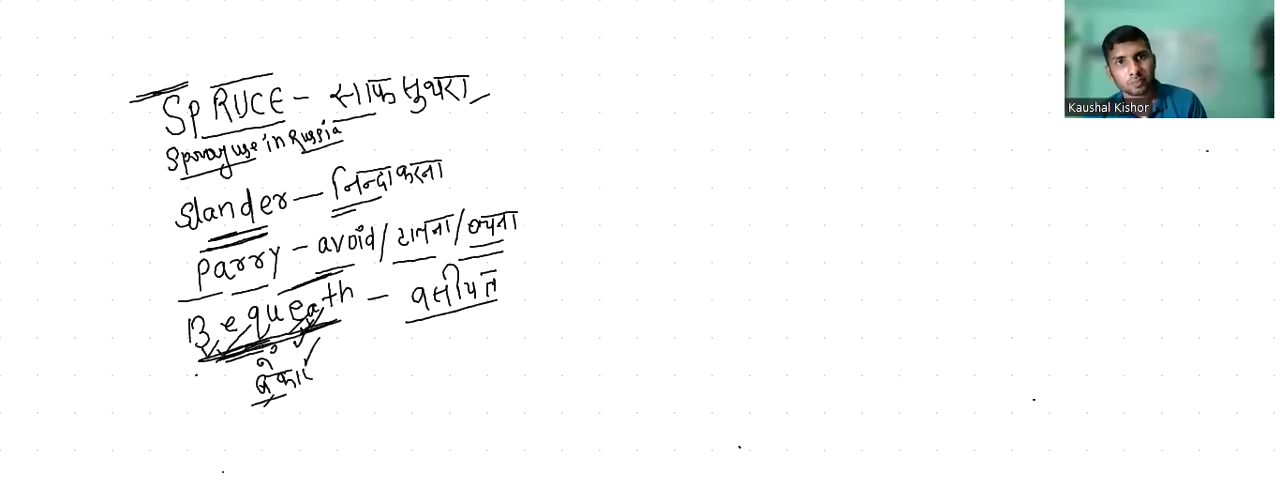 SPRUCE - साफ सुथरा
Spray use in Russia
Slander - निन्दा करना
Parry - avoid / टालना / बचना
Bequeath - वसीयत
बेकार
Kaushal Kishor